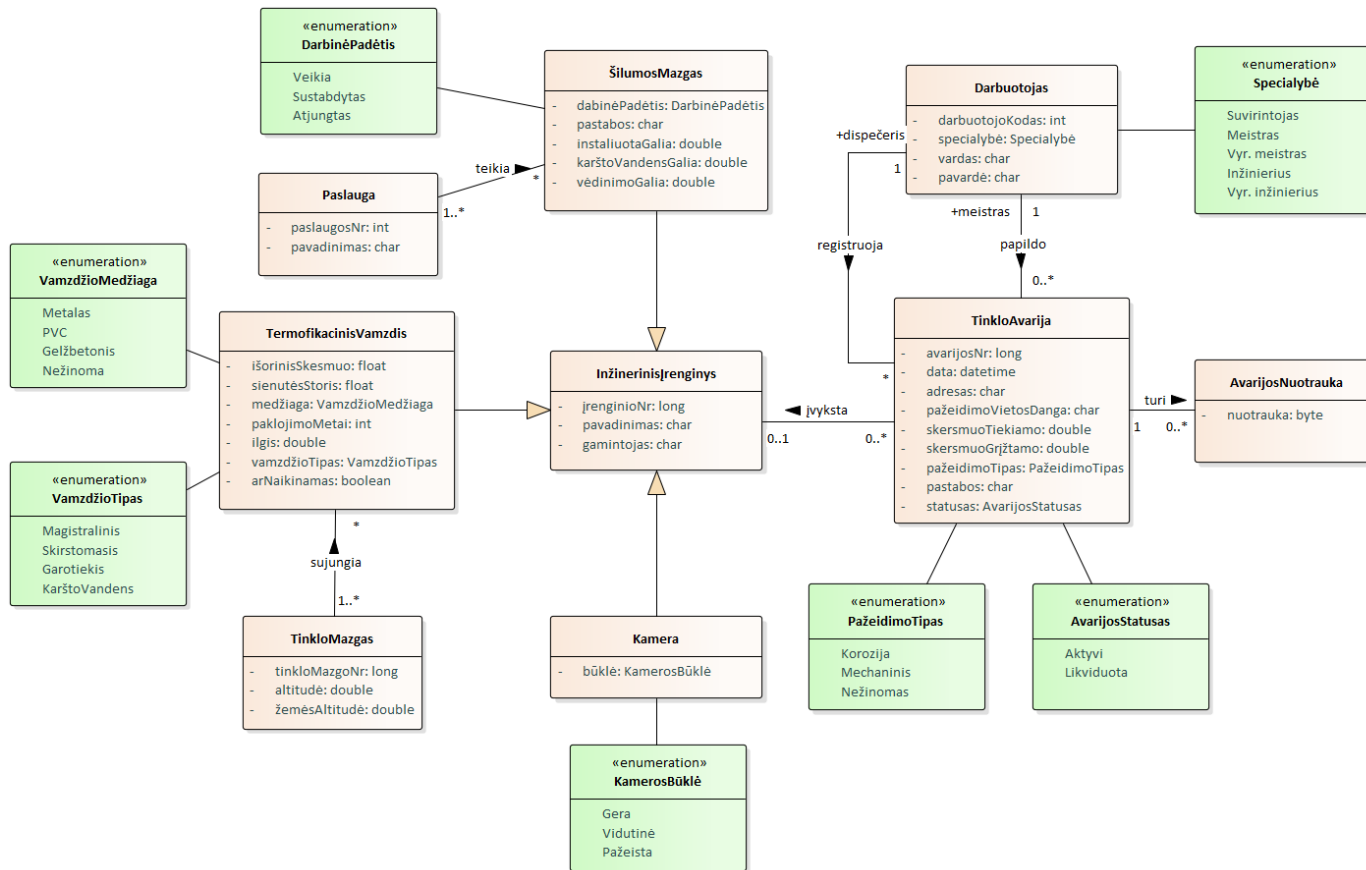 «enumeration»
DarbinėPadėtis
Veikia
Sustabdytas
Atjungtas
ŠilumosMazgas
- dabinėPadėtis: DarbinėPadėtis
- pastabos: char
- instaliuotaGalia: double
- karštoVandensGalia: double
- vėdinimoGalia: double
Darbuotojas
- darbuotojoKodas: int
- specialybė: Specialybė
- vardas: char
- pavardė: char
«enumeration»
Specialybė
Suvirintojas
Meistras
Vyr. meistras
Inžinierius
Vyr. inžinierius
+dispečeris
1
teikia
*
1..*
Paslauga
- paslaugosNr: int
- pavadinimas: char
+meistras
1
registruoja
papildo
0..*
*
«enumeration»
VamzdžioMedžiaga
Metalas
PVC
Gelžbetonis
Nežinoma
TermofikacinisVamzdis
- išorinisSkesmuo: float
- sienutėsStoris: float
- medžiaga: VamzdžioMedžiaga
- paklojimoMetai: int
- ilgis: double
- vamzdžioTipas: VamzdžioTipas
- arNaikinamas: boolean
InžinerinisĮrenginys
- įrenginioNr: long
- pavadinimas: char
- gamintojas: char
įvyksta
0..1
0..*
TinkloAvarija
- avarijosNr: long
- data: datetime
- adresas: char
- pažeidimoVietosDanga: char
- skersmuoTiekiamo: double
- skersmuoGrįžtamo: double
- pažeidimoTipas: PažeidimoTipas
- pastabos: char
- statusas: AvarijosStatusas
turi
1
0..*
AvarijosNuotrauka
- nuotrauka: byte
«enumeration»
VamzdžioTipas
Magistralinis
Skirstomasis
Garotiekis
KarštoVandens
*
sujungia
1..*
TinkloMazgas
- tinkloMazgoNr: long
- altitudė: double
- žemėsAltitudė: double
Kamera
- būklė: KamerosBūklė
«enumeration»
PažeidimoTipas
Korozija
Mechaninis
Nežinomas
«enumeration»
AvarijosStatusas
Aktyvi
Likviduota
«enumeration»
KamerosBūklė
Gera
Vidutinė
Pažeista